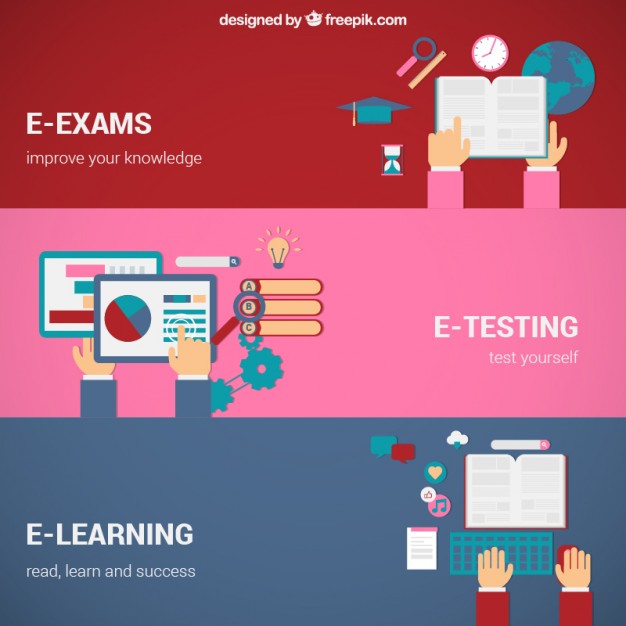 designed by freepik.com
E-EXAMS
improve your knowledge
A
B
C
E-TESTING
test yourself
E-LEARNING
read, learn and success